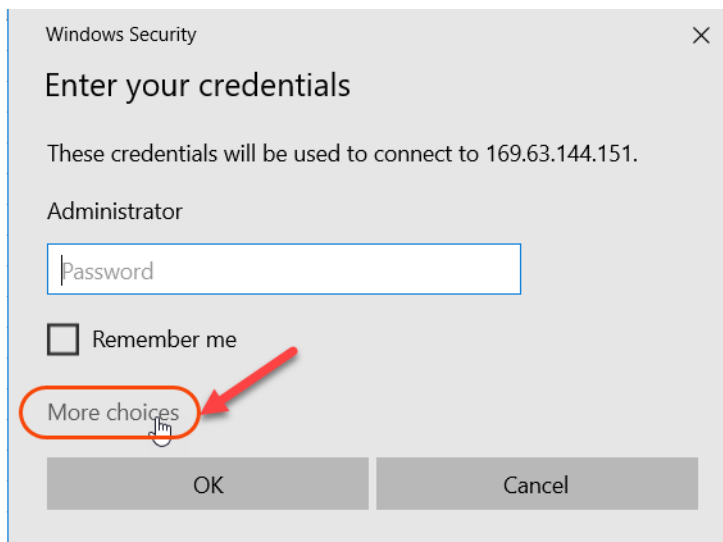 Windows Security
Enter your credentials
These credentials will be used to connect to 169.63.144.151.
Administrator
Password
Remember me
More choices
OK Cancel